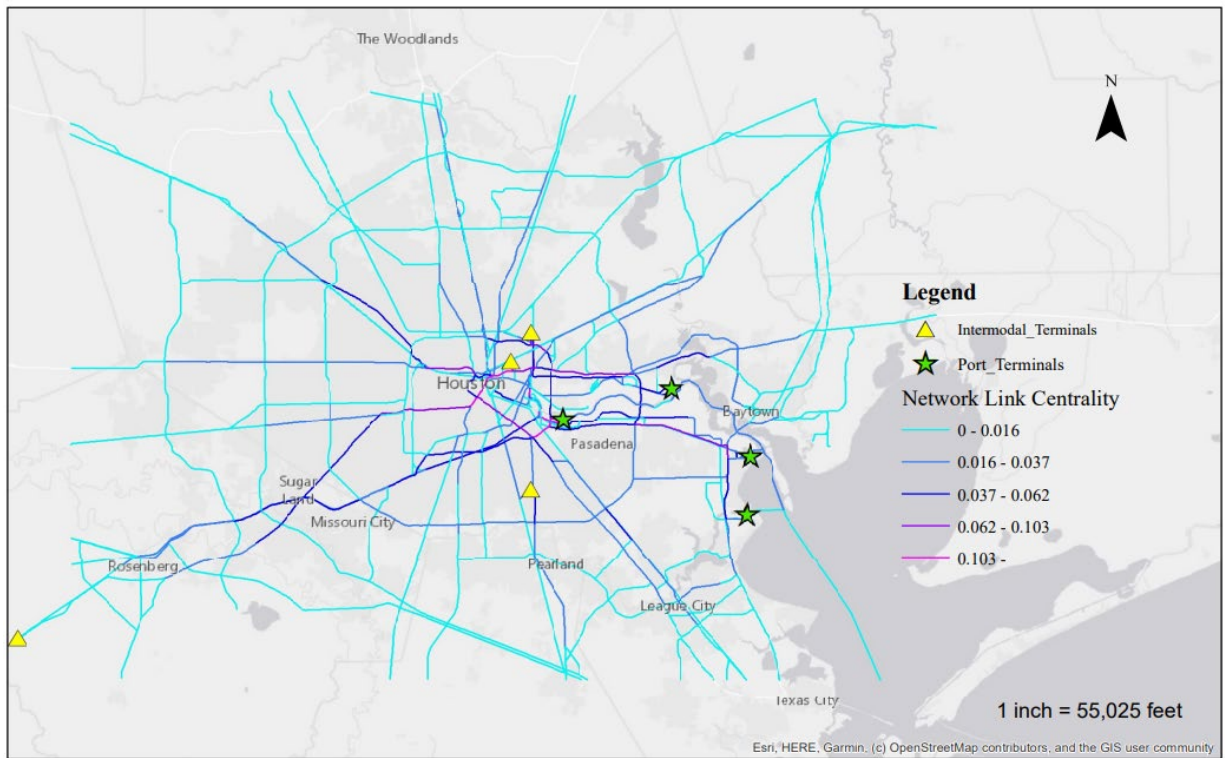 The Woodlands
N
Legend
Intermodal_Terminals
Port_Terminals
Network Link Centrality
0 - 0.016
0.016 - 0.037
0.037 - 0.062
0.062 - 0.103
0.103 -
Houston
Baytown
Pasadena
Sugar
Land
Missouri City
Rosenberg
Pearland
League City
Texas City
1 inch = 55,025 feet
Esri, HERE, Garmin, (c) OpenStreetMap contributors, and the GIS user community